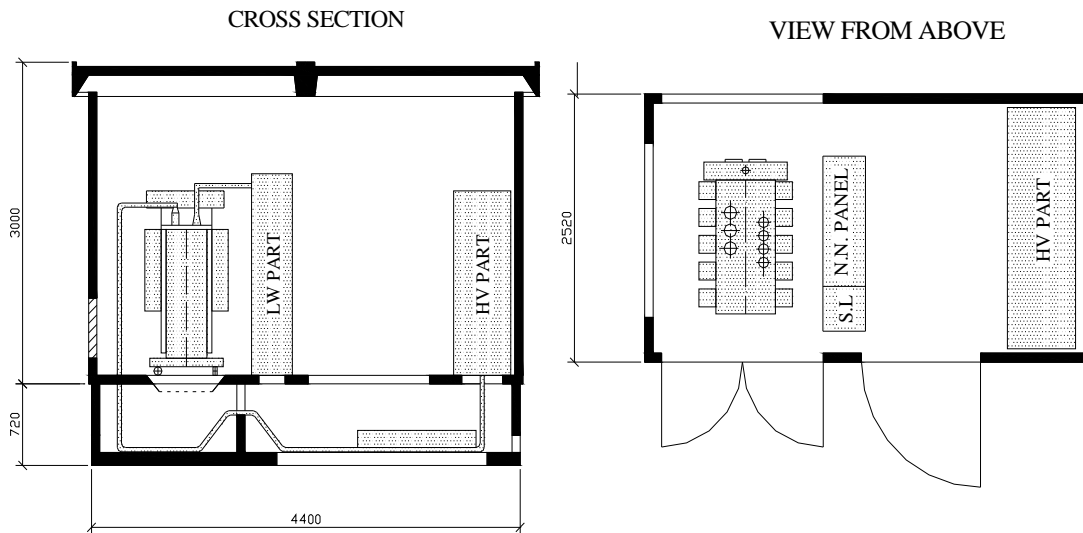 CROSS SECTION
VIEW FROM ABOVE
3000
720
4400
LW PART
HV PART
2520
N.N. PANEL
S.L
HV PART